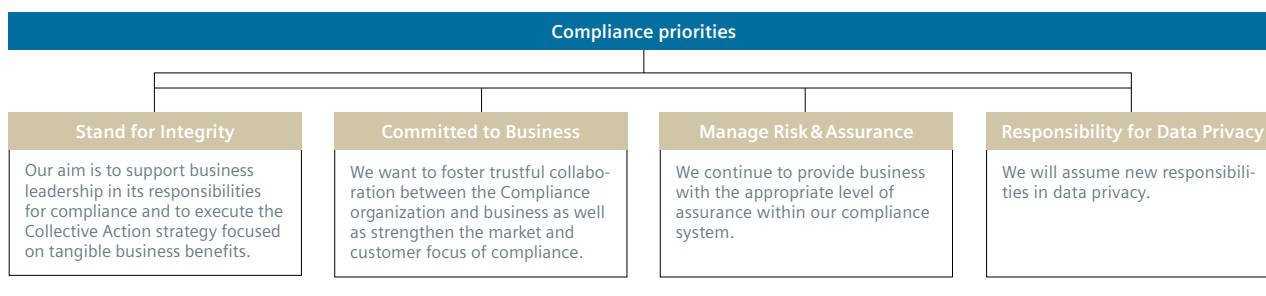 Compliance priorities
Stand for Integrity
Our aim is to support business
leadership in its responsibilities
for compliance and to execute the
Collective Action strategy focused
on tangible business benefits.
Committed to Business
We want to foster trustful collabo-
ration between the Compliance
organization and business as well
as strengthen the market and
customer focus of compliance.
Manage Risk & Assurance
We continue to provide business
with the appropriate level of
assurance within our compliance
system.
Responsibility for Data Privacy
We will assume new responsibili-
ties in data privacy.